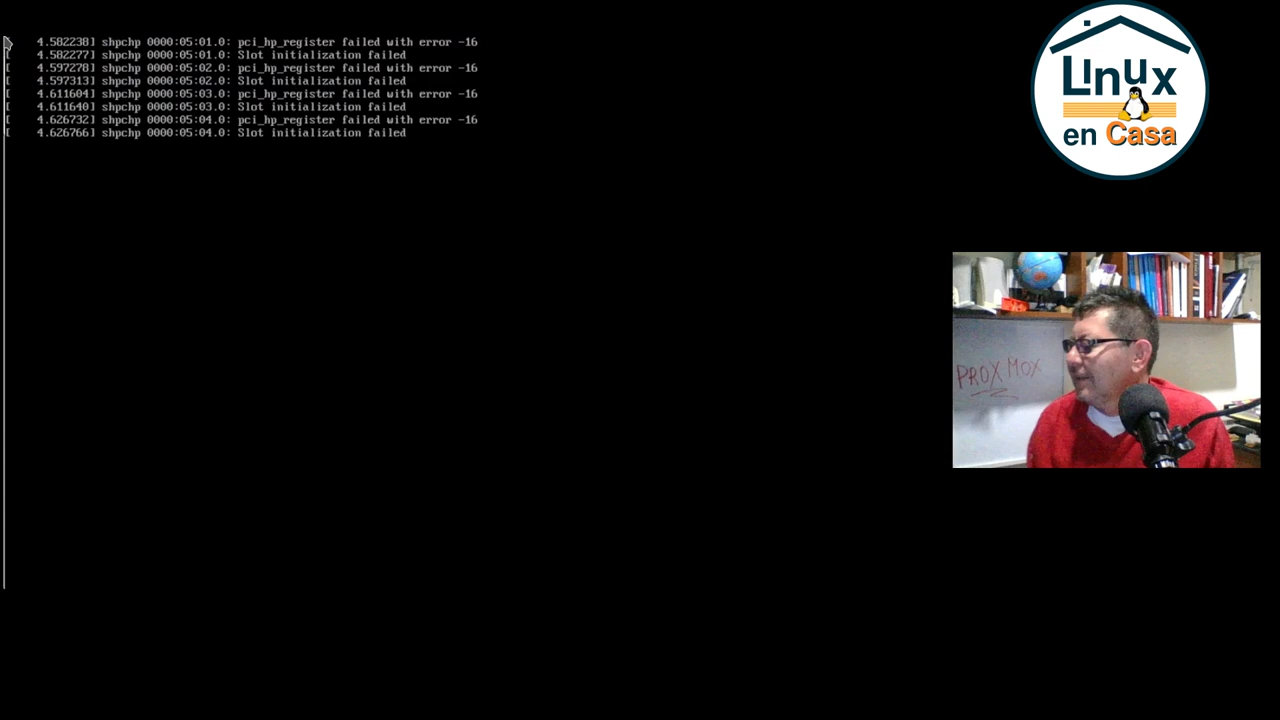 [    4.582238] shpchp 0000:05:01.0: pci_hp_register failed with error -16
[    4.582277] shpchp 0000:05:01.0: Slot initialization failed
[    4.597278] shpchp 0000:05:02.0: pci_hp_register failed with error -16
[    4.597313] shpchp 0000:05:02.0: Slot initialization failed
[    4.611604] shpchp 0000:05:03.0: pci_hp_register failed with error -16
[    4.611640] shpchp 0000:05:03.0: Slot initialization failed
[    4.626732] shpchp 0000:05:04.0: pci_hp_register failed with error -16
[    4.626766] shpchp 0000:05:04.0: Slot initialization failed
Linux
en Casa
PROXMOX